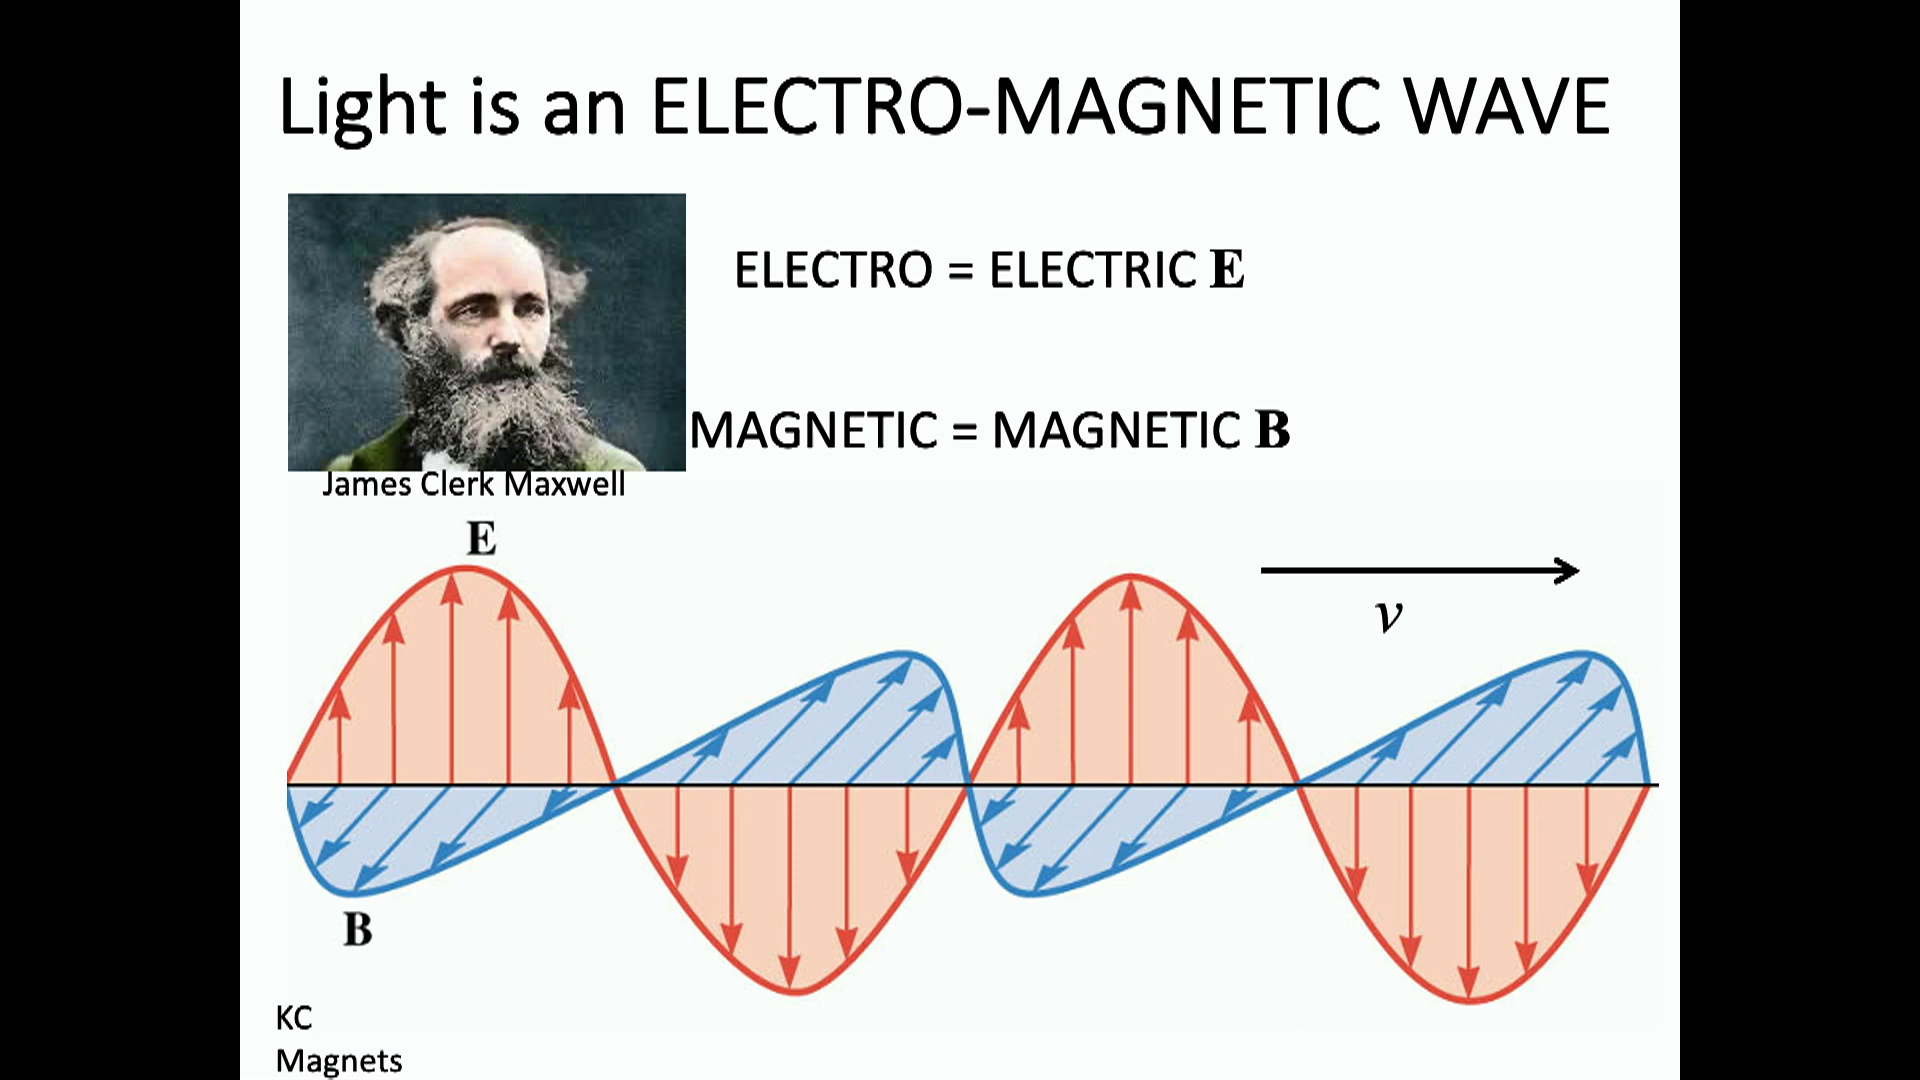 Light is an ELECTRO-MAGNETIC WAVE
ELECTRO = ELECTRIC E
MAGNETIC = MAGNETIC B
James Clerk Maxwell
E
v
B
KC
Magnets